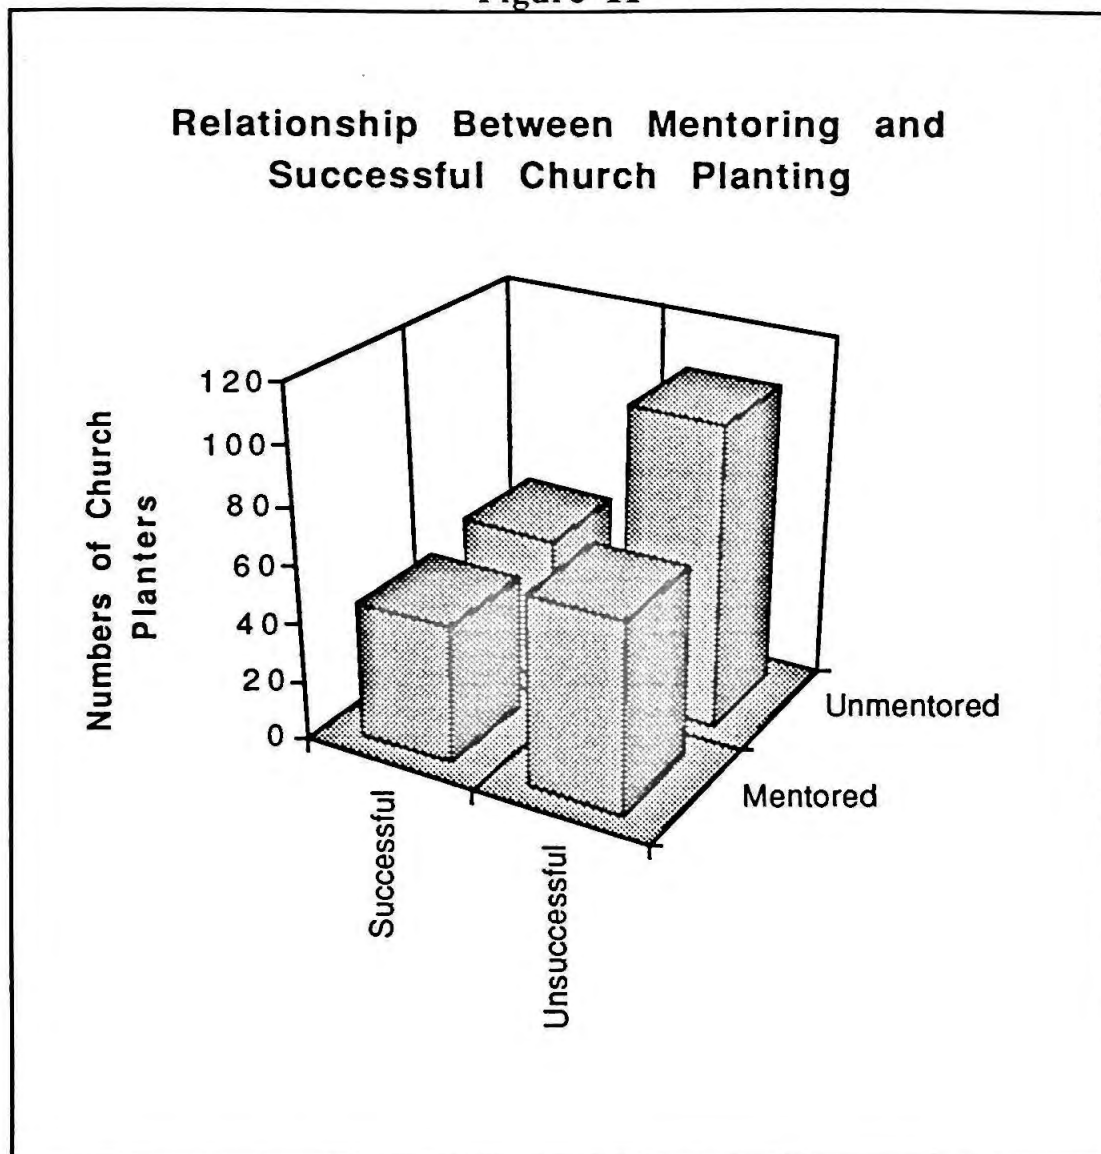 Relationship Between Mentoring and
Successful Church Planting
120
100
80
60
40
20
0
Numbers of Church
Planters
Unmentored
Mentored
Successful
Unsuccessful